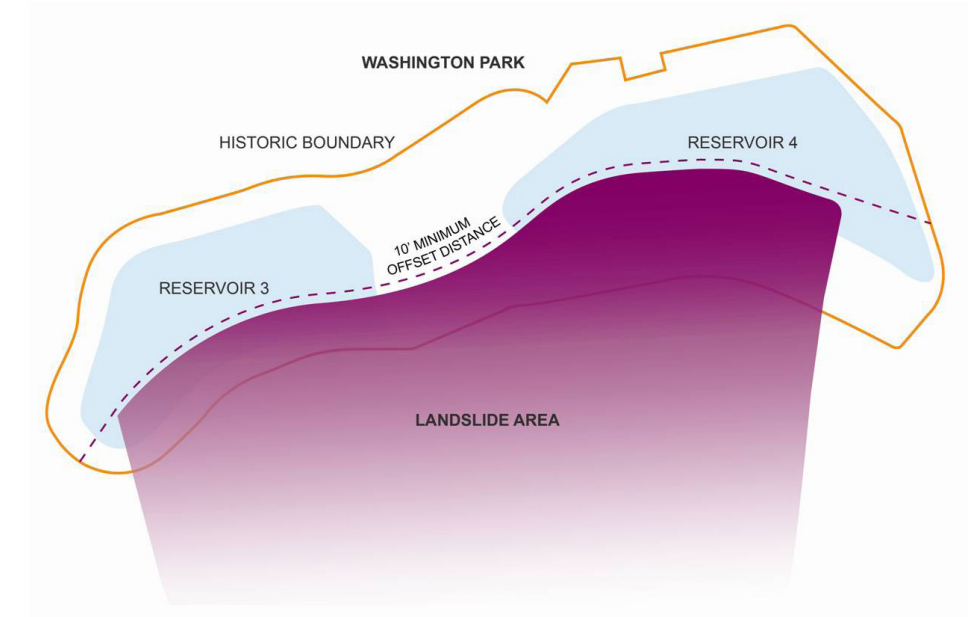 WASHINGTON PARK
HISTORIC BOUNDARY
RESERVOIR 4
10' MINIMUM
OFFSET DISTANCE
RESERVOIR 3
LANDSLIDE AREA